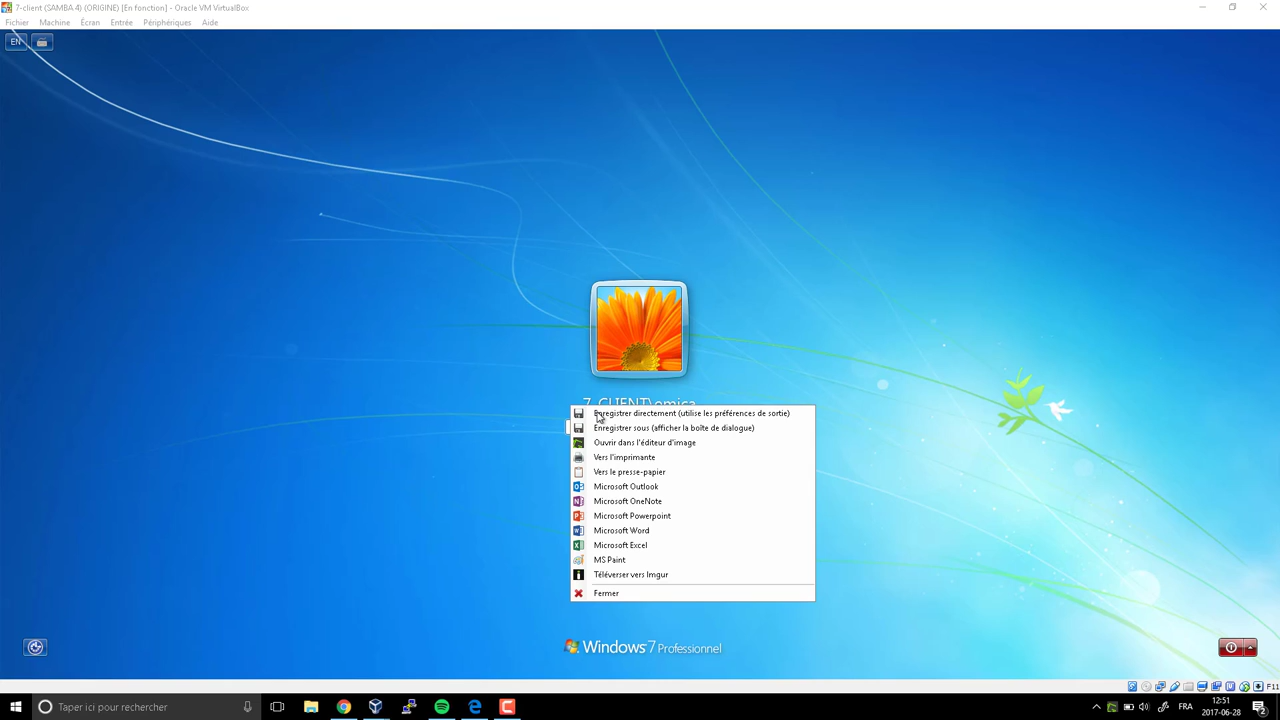 7-client (SAMBA 4) (ORIGINE) [En fonction] - Oracle VM VirtualBox
Fichier Machine Écran Entrée Périphériques Aide
EN
7-CLIENT\omica
Enregistrer directement (utilise les préférences de sortie)
Enregistrer sous (afficher la boîte de dialogue)
Ouvrir dans l'éditeur d'image
Vers l'imprimante
Vers le presse-papier
Microsoft Outlook
Microsoft OneNote
Microsoft Powerpoint
Microsoft Word
Microsoft Excel
MS Paint
Téléverser vers Imgur
Fermer
Windows 7 Professionnel
F11
Taper ici pour rechercher
FRA
12:51
2017-06-28
2